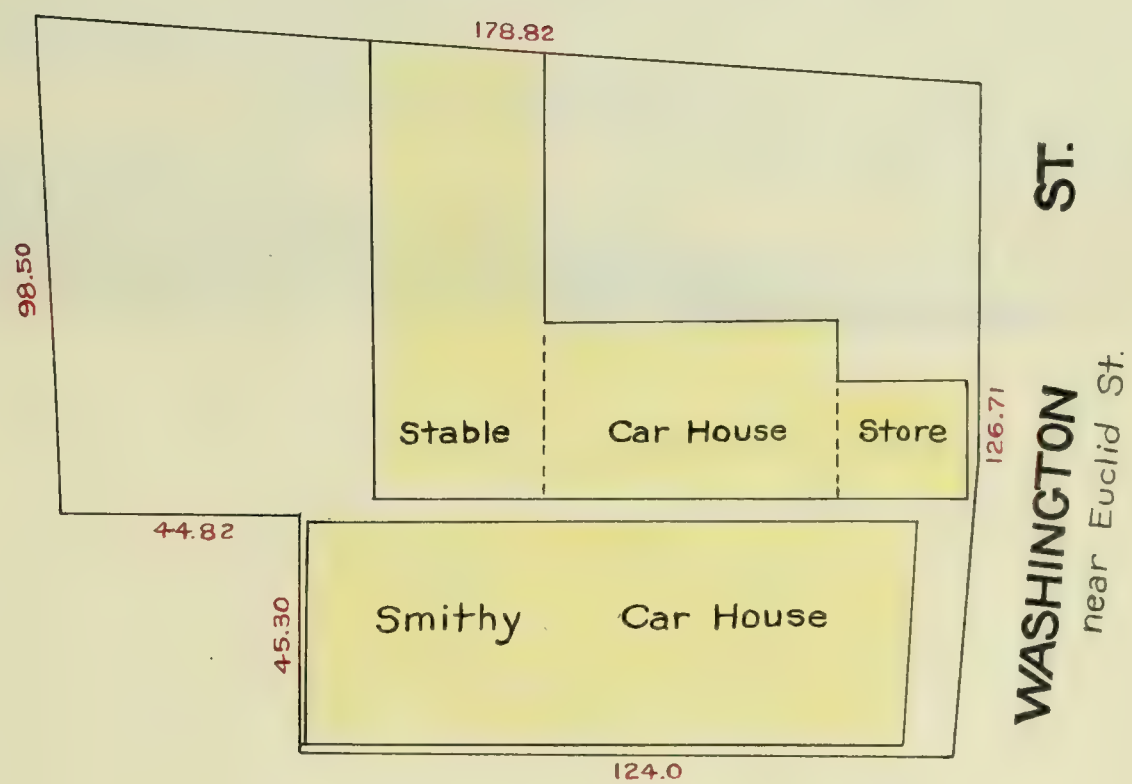 178.82
98.50
Stable
Car House
Store
126.71
44.82
45.30
Smithy
Car House
124.0
WASHINGTON ST.
near Euclid St.